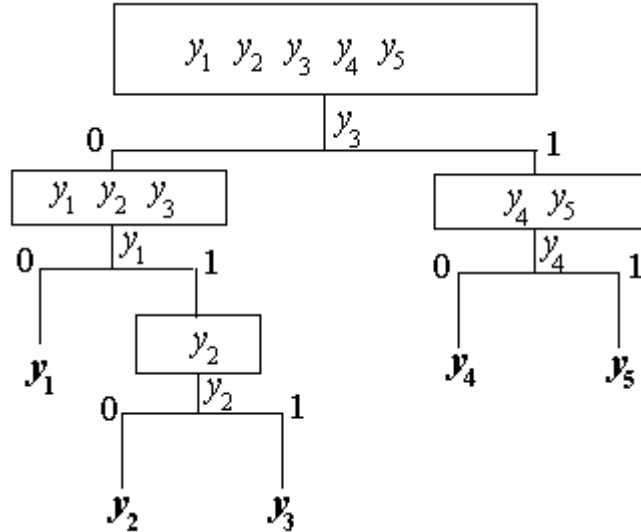 y₁ y₂ y₃ y₄ y₅
y₃
0 1
y₁ y₂ y₃ y₄ y₅
y₁ y₄
0 1 0 1
y₂
y₁ y₄ y₅
y₂
0 1
y₂ y₃